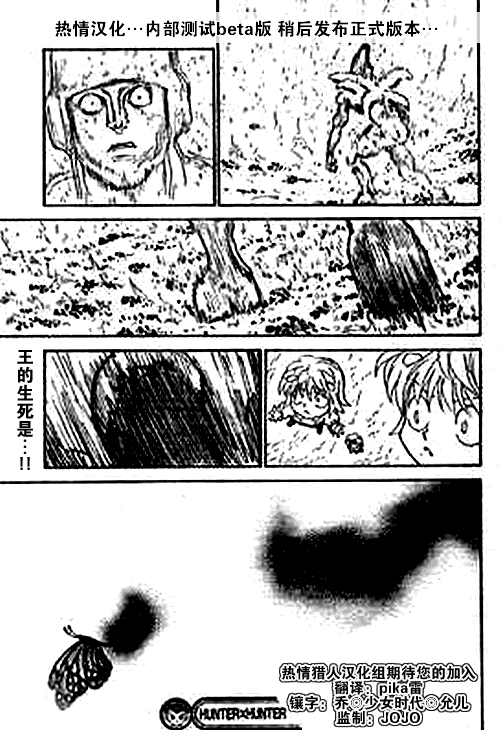 热情汉化…内部测试beta版 稍后发布正式版本…
王的生死是…!!
热情猎人汉化组期待您的加入
翻译：pika雷
镶字：乔◎少女时代◎允儿
监制：JOJO
HUNTER×HUNTER